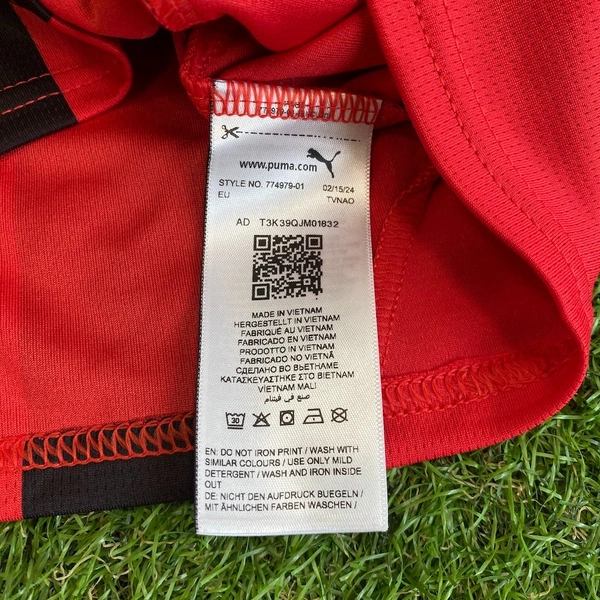 www.puma.com
STYLE NO. 774979-01 02/15/24
EU TVNAO
AD T3K39QJM01832
MADE IN VIETNAM
HERGESTELLT IN VIETNAM
FABRIQUÉ AU VIETNAM
FABRICADO EN VIETNAM
PRODOTTO IN VIETNAM
FABRICADO NO VIETNÃ
СДЕЛАНО ВО ВЬЕТНАМЕ
ΚΑΤΑΣΚΕΥΑΣΤΗΚΕ ΣΤΟ ΒΙΕΤΝΑΜ
VİETNAM MALI
صنع في فيتنام
30
EN: DO NOT IRON PRINT / WASH WITH
SIMILAR COLOURS / USE ONLY MILD
DETERGENT / WASH AND IRON INSIDE
OUT
DE: NICHT DEN AUFDRUCK BUEGELN /
MIT ÄHNLICHEN FARBEN WASCHEN /